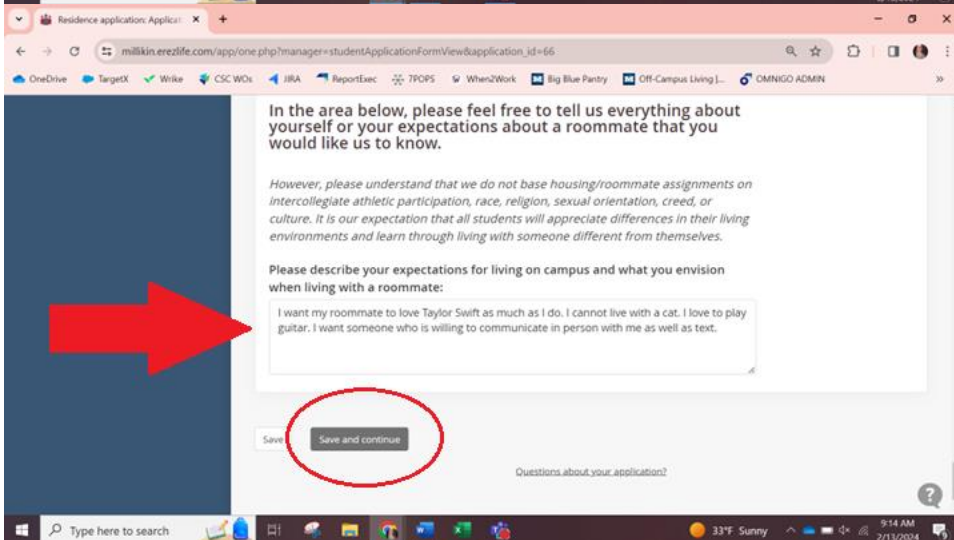 Residence application: Applicat
millikin.erezlife.com/app/one.php?manager=studentApplicationFormView&application_id=66
OneDrive TargetX Wrike CSC WOs JIRA ReportExec 7POPS When2Work Big Blue Pantry Off-Campus Living J... OMNIGO ADMIN »
In the area below, please feel free to tell us everything about
yourself or your expectations about a roommate that you
would like us to know.
However, please understand that we do not base housing/roommate assignments on
intercollegiate athletic participation, race, religion, sexual orientation, creed, or
culture. It is our expectation that all students will appreciate differences in their living
environments and learn through living with someone different from themselves.
Please describe your expectations for living on campus and what you envision
when living with a roommate:
I want my roommate to love Taylor Swift as much as I do. I cannot live with a cat. I love to play
guitar. I want someone who is willing to communicate in person with me as well as text.
Save Save and continue
Questions about your application?
?
Type here to search 33°F Sunny 9:14 AM
2/13/2024